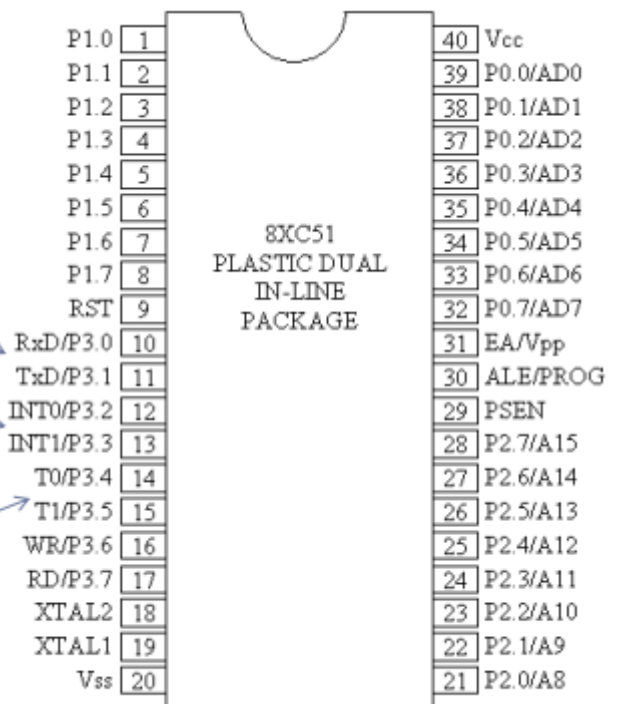 P1.0 1 40 Vcc
P1.1 2 39 P0.0/AD0
P1.2 3 38 P0.1/AD1
P1.3 4 37 P0.2/AD2
P1.4 5 36 P0.3/AD3
P1.5 6 35 P0.4/AD4
P1.6 7 34 P0.5/AD5
P1.7 8 33 P0.6/AD6
RST 9 32 P0.7/AD7
RxD/P3.0 10 31 EA/Vpp
TxD/P3.1 11 30 ALE/PROG
INT0/P3.2 12 29 PSEN
INT1/P3.3 13 28 P2.7/A15
T0/P3.4 14 27 P2.6/A14
T1/P3.5 15 26 P2.5/A13
WR/P3.6 16 25 P2.4/A12
RD/P3.7 17 24 P2.3/A11
XTAL2 18 23 P2.2/A10
XTAL1 19 22 P2.1/A9
Vss 20 21 P2.0/A8
8XC51
PLASTIC DUAL
IN-LINE
PACKAGE